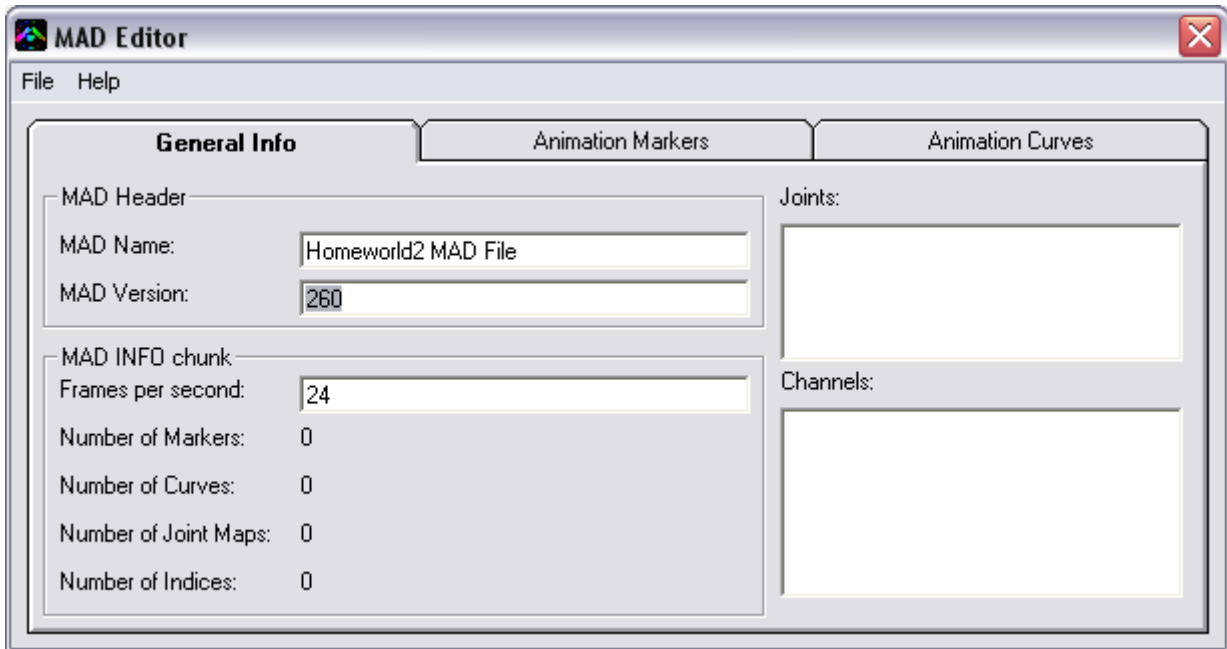 MAD Editor
File Help
General Info Animation Markers Animation Curves
MAD Header
MAD Name: Homeworld2 MAD File
MAD Version: 260
MAD INFO chunk
Frames per second: 24
Number of Markers: 0
Number of Curves: 0
Number of Joint Maps: 0
Number of Indices: 0
Joints:
Channels: